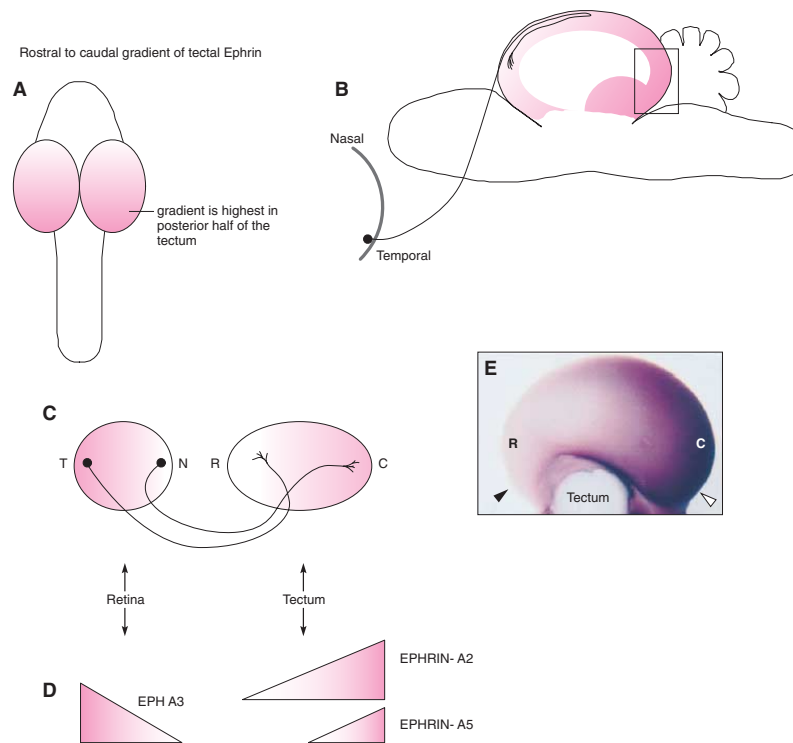 Rostral to caudal gradient of tectal Ephrin
A
gradient is highest in
posterior half of the
tectum
B
Nasal
Temporal
C
T
N
R
C
Retina
Tectum
D
EPH A3
EPHRIN- A2
EPHRIN- A5
E
R
C
Tectum